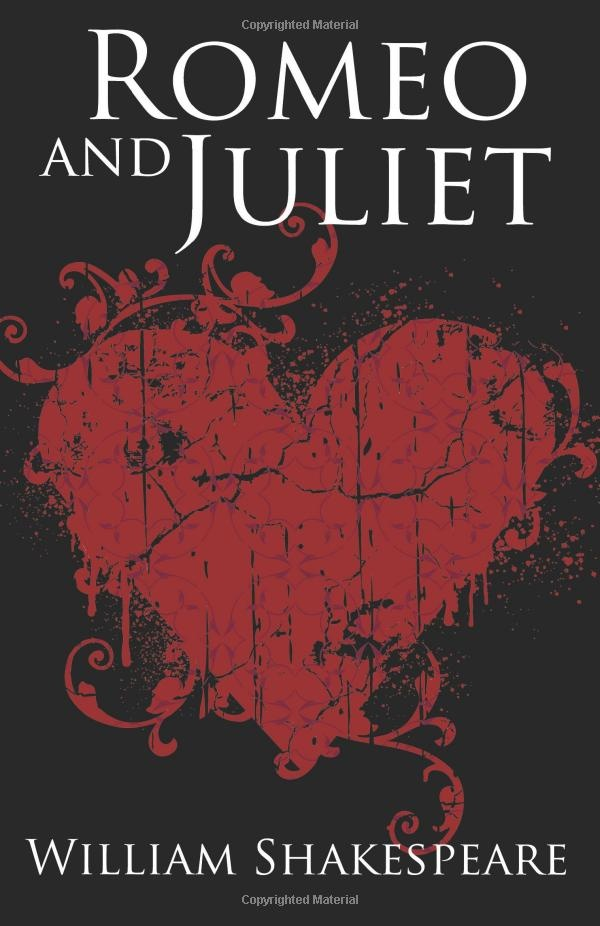 Copyrighted Material
ROMEO
AND JULIET
WILLIAM SHAKESPEARE
Copyrighted Material